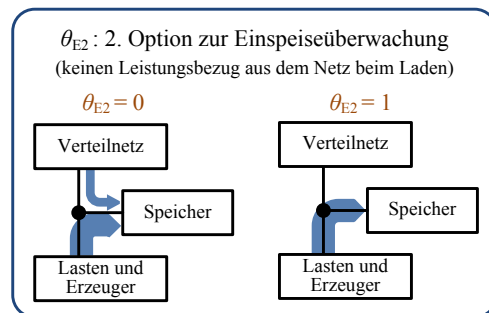 θE2 : 2. Option zur Einspeiseüberwachung
(keinen Leistungsbezug aus dem Netz beim Laden)
θE2 = 0
θE2 = 1
Verteilnetz
Verteilnetz
Speicher
Speicher
Lasten und
Erzeuger
Lasten und
Erzeuger